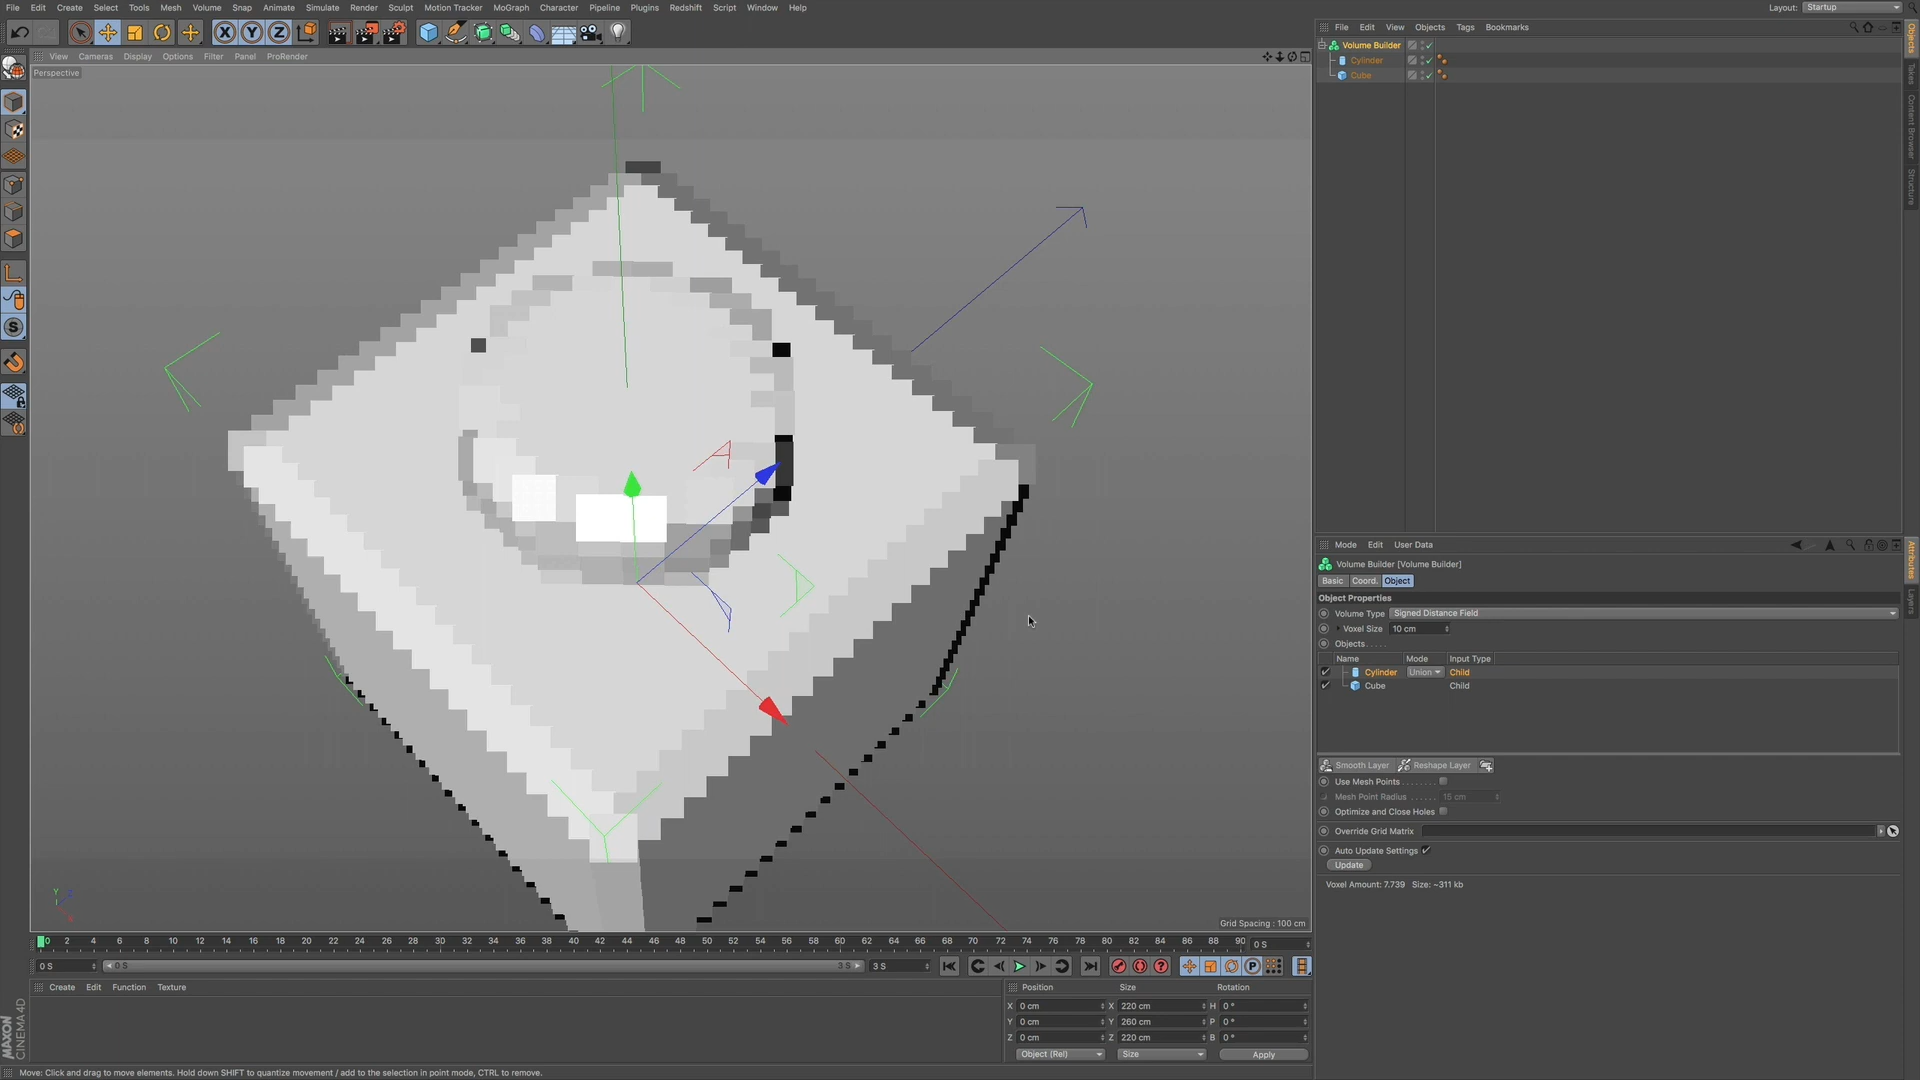 File Edit Create Select Tools Mesh Volume Snap Animate Simulate Render Sculpt Motion Tracker MoGraph Character Pipeline Plugins Redshift Script Window Help Layout: Startup
X Y Z
File Edit View Objects Tags Bookmarks
View Cameras Display Options Filter Panel ProRender
Perspective
Volume Builder
Cylinder
Cube
Objects
Takes
Content Browser
Structure
S
Mode Edit User Data
Volume Builder [Volume Builder]
Basic Coord. Object
Object Properties
Volume Type Signed Distance Field
Voxel Size 10 cm
Objects. . . . .
Name Mode Input Type
Cylinder Union Child
Cube Child
Smooth Layer Reshape Layer
Use Mesh Points . . . . . . . .
Mesh Point Radius . . . . . . 15 cm
Optimize and Close Holes
Override Grid Matrix
Auto Update Settings
Update
Voxel Amount: 7.739 Size: ~311 kb
Attributes
Layers
Y Z
X
Grid Spacing : 100 cm
0 2 4 6 8 10 12 14 16 18 20 22 24 26 28 30 32 34 36 38 40 42 44 46 48 50 52 54 56 58 60 62 64 66 68 70 72 74 76 78 80 82 84 86 88 90 0 S
0 S 0 S 3 S 3 S P
Create Edit Function Texture
Position Size Rotation
X 0 cm X 220 cm H 0 °
Y 0 cm Y 260 cm P 0 °
Z 0 cm Z 220 cm B 0 °
Object (Rel) Size Apply
MAXON
CINEMA 4D
Move: Click and drag to move elements. Hold down SHIFT to quantize movement / add to the selection in point mode, CTRL to remove.